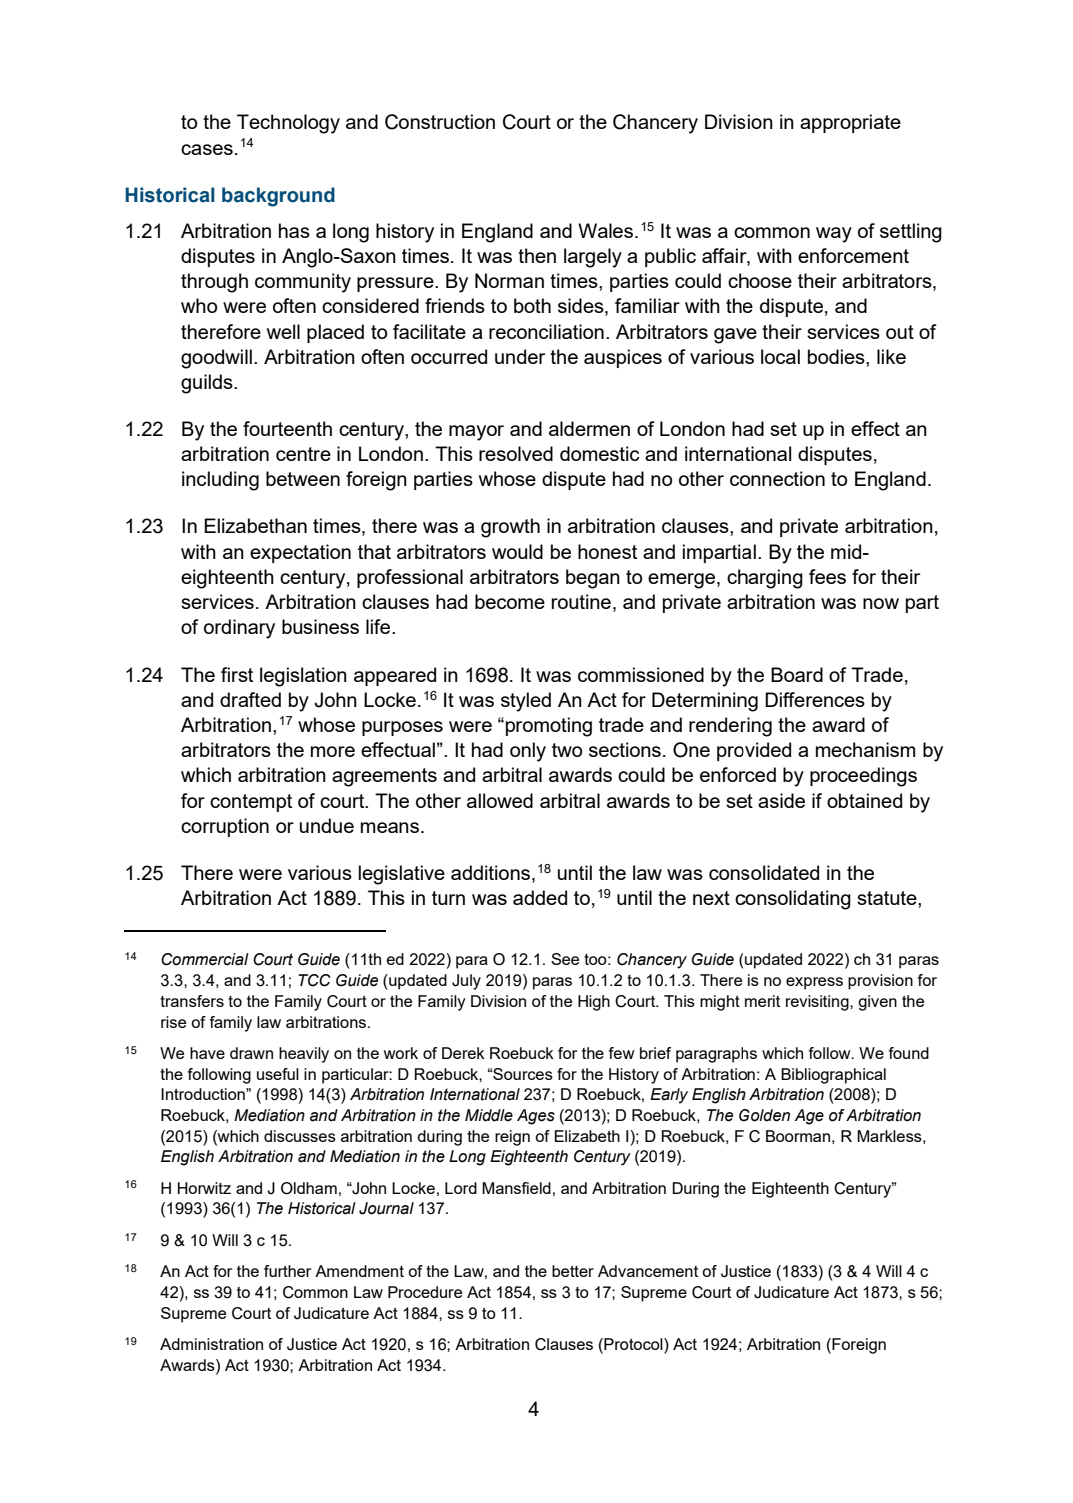 to the Technology and Construction Court or the Chancery Division in appropriate
cases.14
Historical background
1.21 Arbitration has a long history in England and Wales.15 It was a common way of settling
disputes in Anglo-Saxon times. It was then largely a public affair, with enforcement
through community pressure. By Norman times, parties could choose their arbitrators,
who were often considered friends to both sides, familiar with the dispute, and
therefore well placed to facilitate a reconciliation. Arbitrators gave their services out of
goodwill. Arbitration often occurred under the auspices of various local bodies, like
guilds.
1.22 By the fourteenth century, the mayor and aldermen of London had set up in effect an
arbitration centre in London. This resolved domestic and international disputes,
including between foreign parties whose dispute had no other connection to England.
1.23 In Elizabethan times, there was a growth in arbitration clauses, and private arbitration,
with an expectation that arbitrators would be honest and impartial. By the mid-
eighteenth century, professional arbitrators began to emerge, charging fees for their
services. Arbitration clauses had become routine, and private arbitration was now part
of ordinary business life.
1.24 The first legislation appeared in 1698. It was commissioned by the Board of Trade,
and drafted by John Locke.16 It was styled An Act for Determining Differences by
Arbitration,17 whose purposes were “promoting trade and rendering the award of
arbitrators the more effectual”. It had only two sections. One provided a mechanism by
which arbitration agreements and arbitral awards could be enforced by proceedings
for contempt of court. The other allowed arbitral awards to be set aside if obtained by
corruption or undue means.
1.25 There were various legislative additions,18 until the law was consolidated in the
Arbitration Act 1889. This in turn was added to,19 until the next consolidating statute,
14 Commercial Court Guide (11th ed 2022) para O 12.1. See too: Chancery Guide (updated 2022) ch 31 paras
3.3, 3.4, and 3.11; TCC Guide (updated July 2019) paras 10.1.2 to 10.1.3. There is no express provision for
transfers to the Family Court or the Family Division of the High Court. This might merit revisiting, given the
rise of family law arbitrations.
15 We have drawn heavily on the work of Derek Roebuck for the few brief paragraphs which follow. We found
the following useful in particular: D Roebuck, “Sources for the History of Arbitration: A Bibliographical
Introduction” (1998) 14(3) Arbitration International 237; D Roebuck, Early English Arbitration (2008); D
Roebuck, Mediation and Arbitration in the Middle Ages (2013); D Roebuck, The Golden Age of Arbitration
(2015) (which discusses arbitration during the reign of Elizabeth I); D Roebuck, F C Boorman, R Markless,
English Arbitration and Mediation in the Long Eighteenth Century (2019).
16 H Horwitz and J Oldham, “John Locke, Lord Mansfield, and Arbitration During the Eighteenth Century”
(1993) 36(1) The Historical Journal 137.
17 9 & 10 Will 3 c 15.
18 An Act for the further Amendment of the Law, and the better Advancement of Justice (1833) (3 & 4 Will 4 c
42), ss 39 to 41; Common Law Procedure Act 1854, ss 3 to 17; Supreme Court of Judicature Act 1873, s 56;
Supreme Court of Judicature Act 1884, ss 9 to 11.
19 Administration of Justice Act 1920, s 16; Arbitration Clauses (Protocol) Act 1924; Arbitration (Foreign
Awards) Act 1930; Arbitration Act 1934.
4